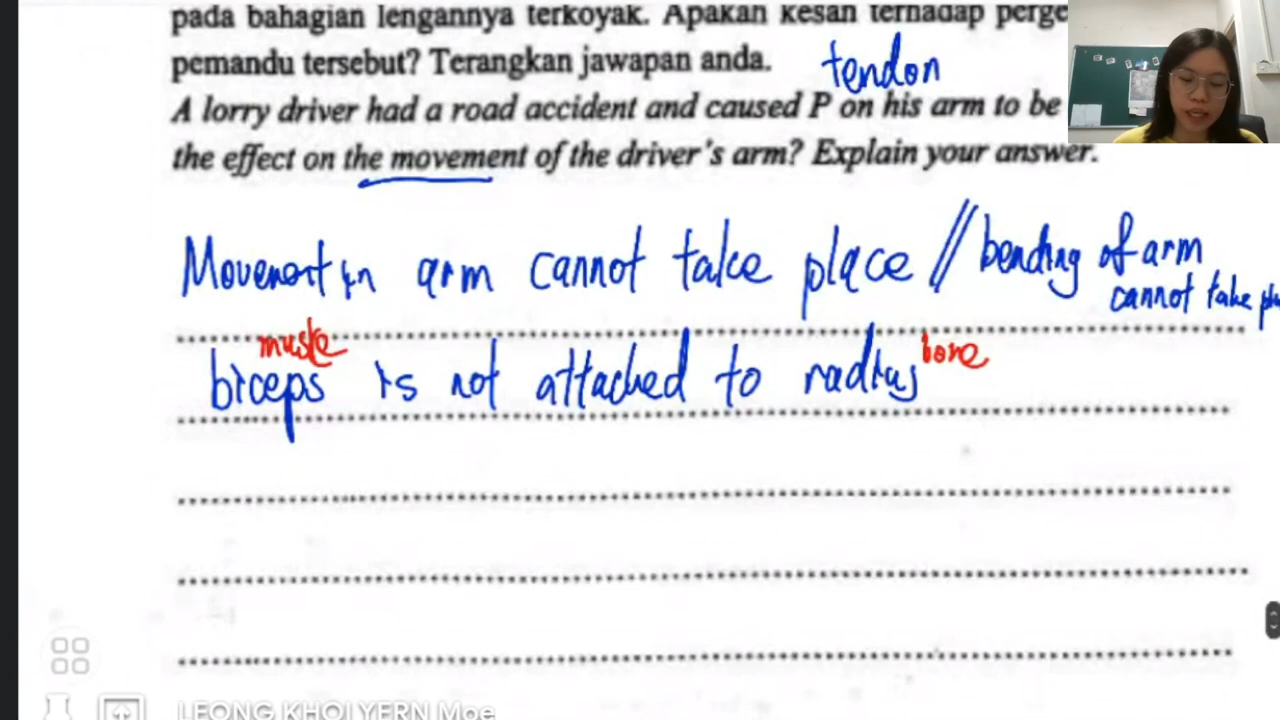 pada bahagian lengannya terkoyak. Apakah kesan terhadap perge
pemandu tersebut? Terangkan jawapan anda.
tendon
A lorry driver had a road accident and caused P on his arm to be
the effect on the movement of the driver's arm? Explain your answer.
Movement in arm cannot take place // bending of arm
cannot take pla
muscle
bone
biceps is not attached to radius
LEONG KHOI YERN Moe